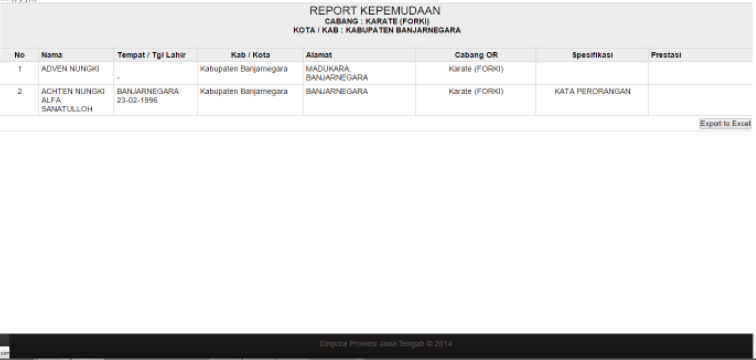 REPORT KEPEMUDAAN
CABANG : KARATE (FORKI)
KOTA / KAB : KABUPATEN BANJARNEGARA
No Nama Tempat / Tgl Lahir Kab / Kota Alamat Cabang OR Spesifikasi Prestasi
1 ADVEN NUNGKI - Kabupaten Banjarnegara MADUKARA, BANJARNEGARA Karate (FORKI)
2 ACHTEN NUNGKI ALFA SANATULLOH BANJARNEGARA 23-02-1996 Kabupaten Banjarnegara BANJARNEGARA Karate (FORKI) KATA PERORANGAN
Export to Excel
Dinpora Provinsi Jawa Tengah © 2014